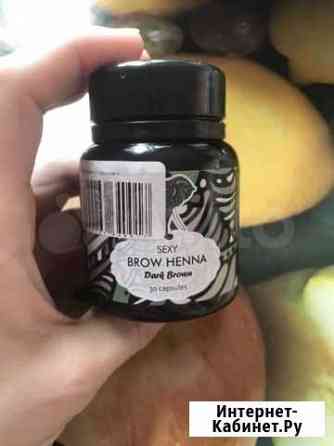 SEXY
BROW HENNA
Dark Brown
30 capsules
Интернет-
Кабинет.Ру